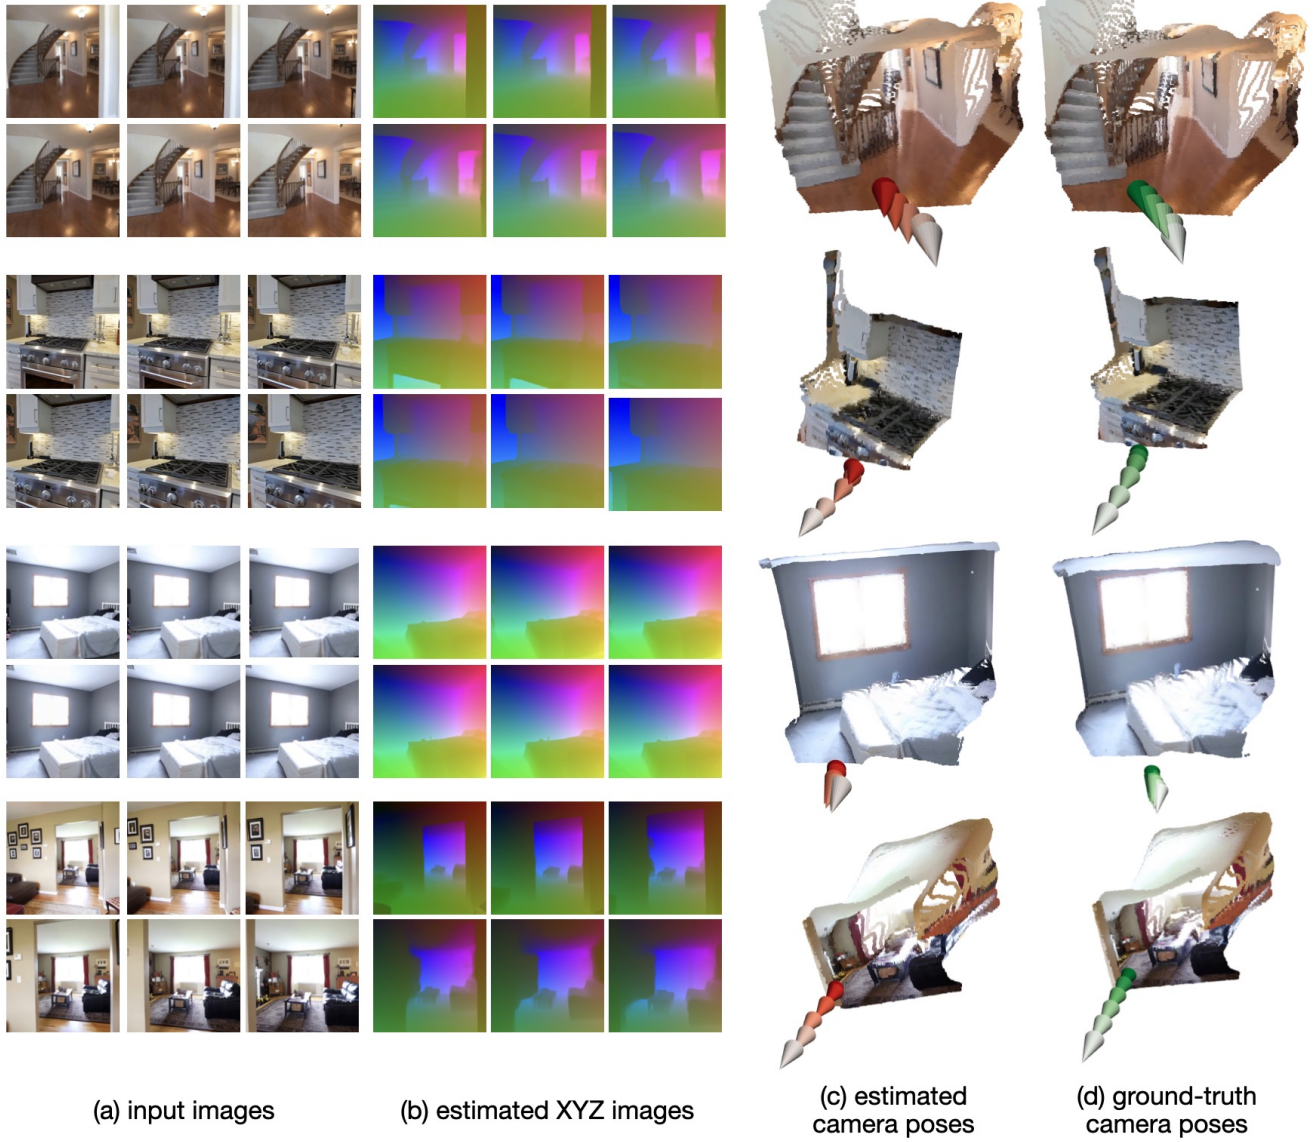 (a) input images
(b) estimated XYZ images
(c) estimated
camera poses
(d) ground-truth
camera poses